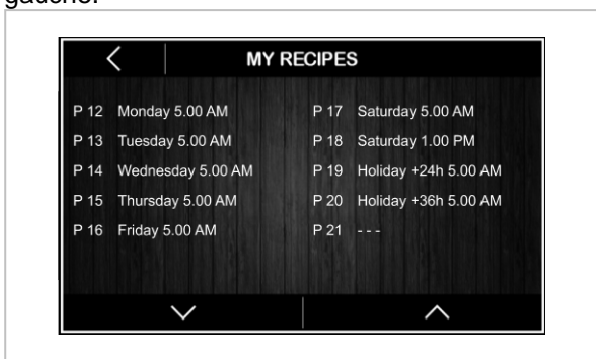 gauche.
MY RECIPES
P 12 Monday 5.00 AM
P 13 Tuesday 5.00 AM
P 14 Wednesday 5.00 AM
P 15 Thursday 5.00 AM
P 16 Friday 5.00 AM
P 17 Saturday 5.00 AM
P 18 Saturday 1.00 PM
P 19 Holiday +24h 5.00 AM
P 20 Holiday +36h 5.00 AM
P 21 - - -